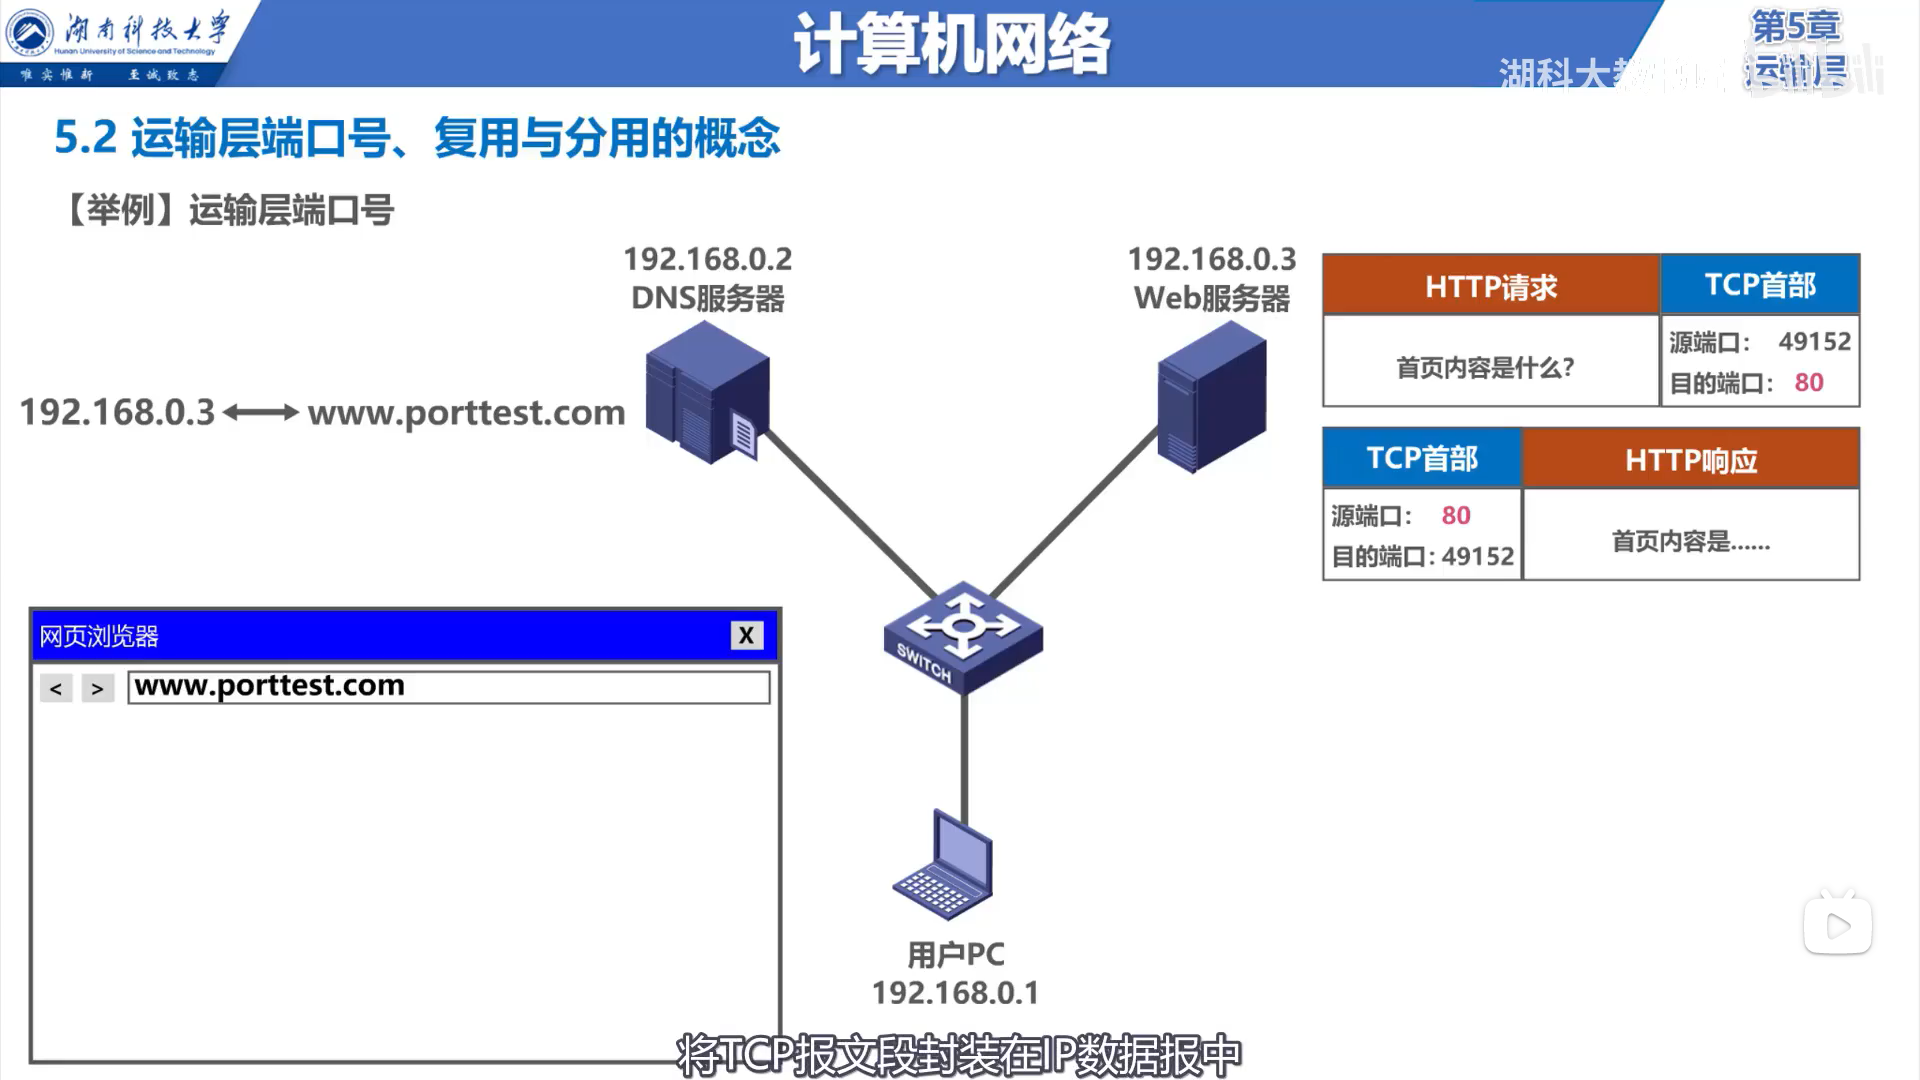 湖南科技大学
Hunan University of Science and Technology
唯实惟新 至诚致志
计算机网络
第5章
运输层
湖科大教书匠
5.2 运输层端口号、复用与分用的概念
【举例】运输层端口号
192.168.0.2
DNS服务器
192.168.0.3
Web服务器
192.168.0.3 www.porttest.com
HTTP请求 TCP首部
首页内容是什么?
源端口: 49152
目的端口: 80
TCP首部 HTTP响应
源端口: 80
目的端口: 49152
首页内容是......
网页浏览器 X
< > www.porttest.com
SWITCH
用户PC
192.168.0.1
将TCP报文段封装在IP数据报中